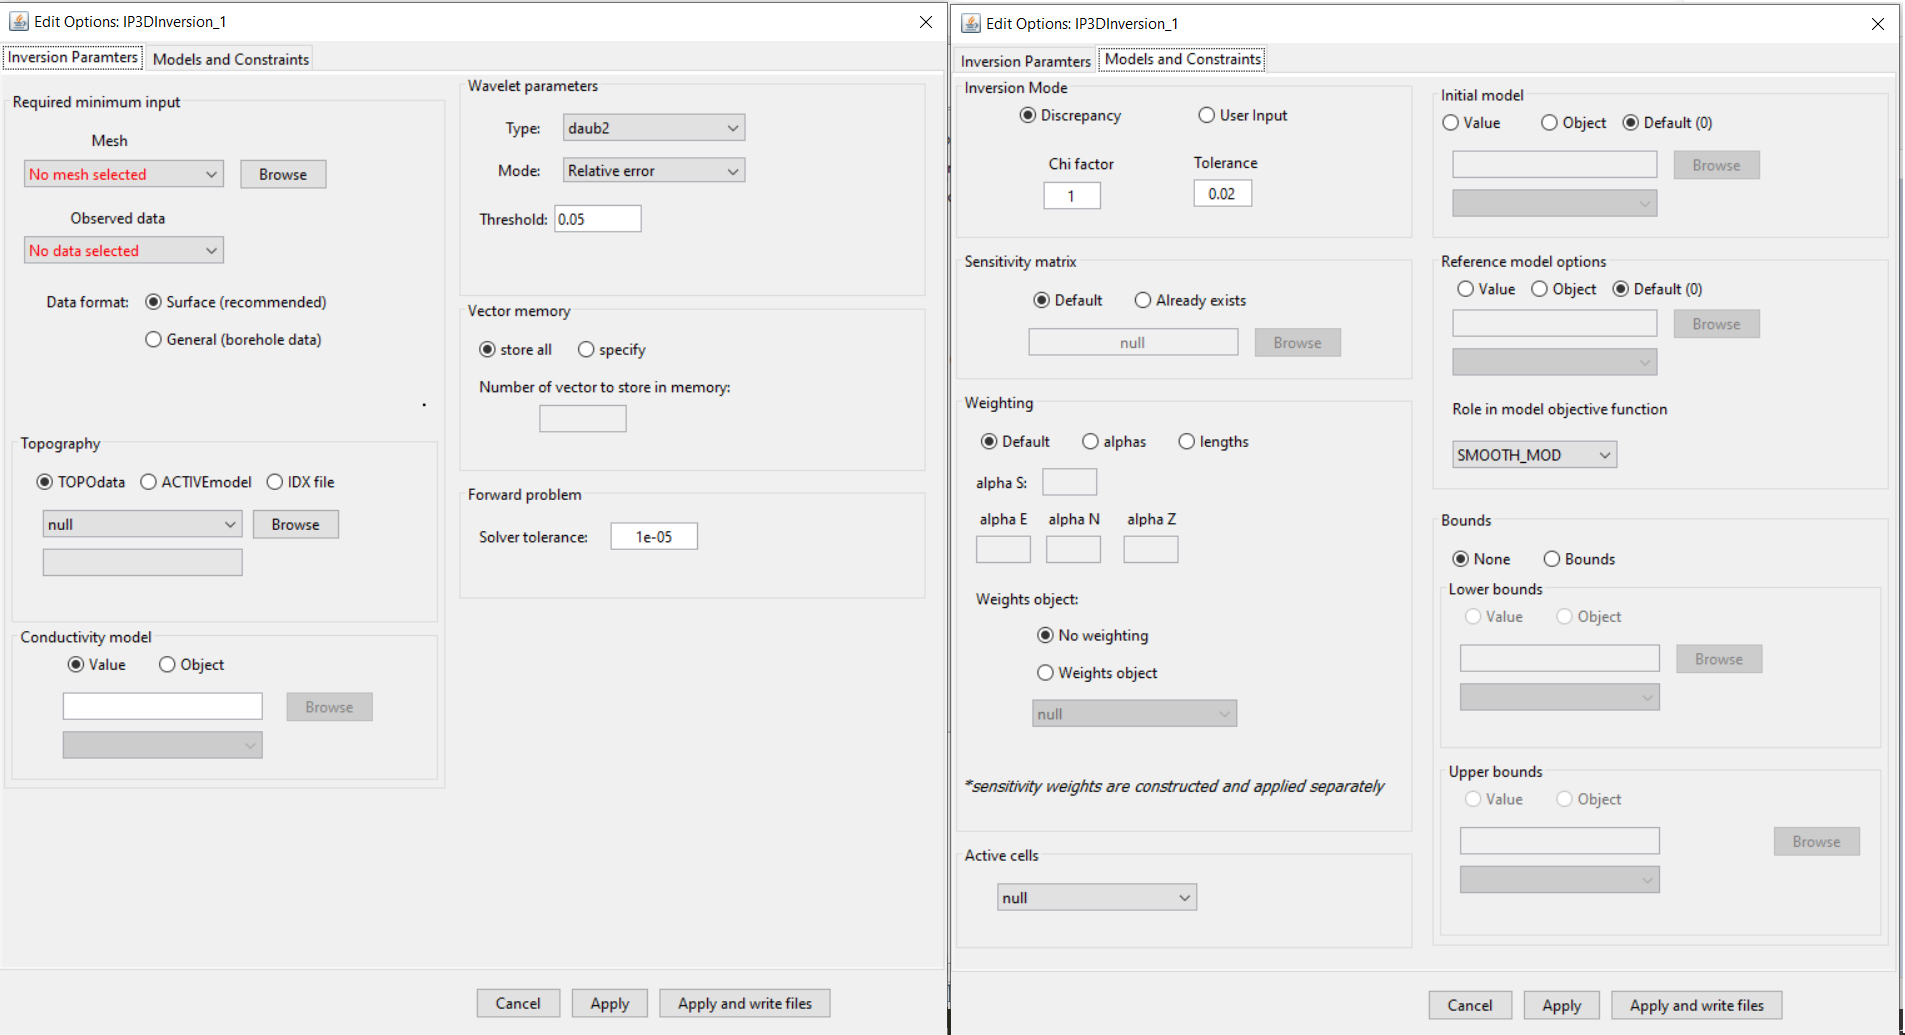 Edit Options: IP3DInversion_1
Inversion Paramters
Models and Constraints
Required minimum input
Mesh
No mesh selected
Browse
Observed data
No data selected
Data format:
Surface (recommended)
General (borehole data)
.
Topography
TOPOdata
ACTIVEmodel
IDX file
null
Browse
Conductivity model
Value
Object
Browse
Wavelet parameters
Type:
daub2
Mode:
Relative error
Threshold:
0.05
Vector memory
store all
specify
Number of vector to store in memory:
Forward problem
Solver tolerance:
1e-05
Cancel
Apply
Apply and write files
Edit Options: IP3DInversion_1
Inversion Paramters
Models and Constraints
Inversion Mode
Discrepancy
User Input
Chi factor
Tolerance
1
0.02
Sensitivity matrix
Default
Already exists
null
Browse
Weighting
Default
alphas
lengths
alpha S:
alpha E
alpha N
alpha Z
Weights object:
No weighting
Weights object
null
*sensitivity weights are constructed and applied separately
Active cells
null
Initial model
Value
Object
Default (0)
Browse
Reference model options
Value
Object
Default (0)
Browse
Role in model objective function
SMOOTH_MOD
Bounds
None
Bounds
Lower bounds
Value
Object
Browse
Upper bounds
Value
Object
Browse
Cancel
Apply
Apply and write files